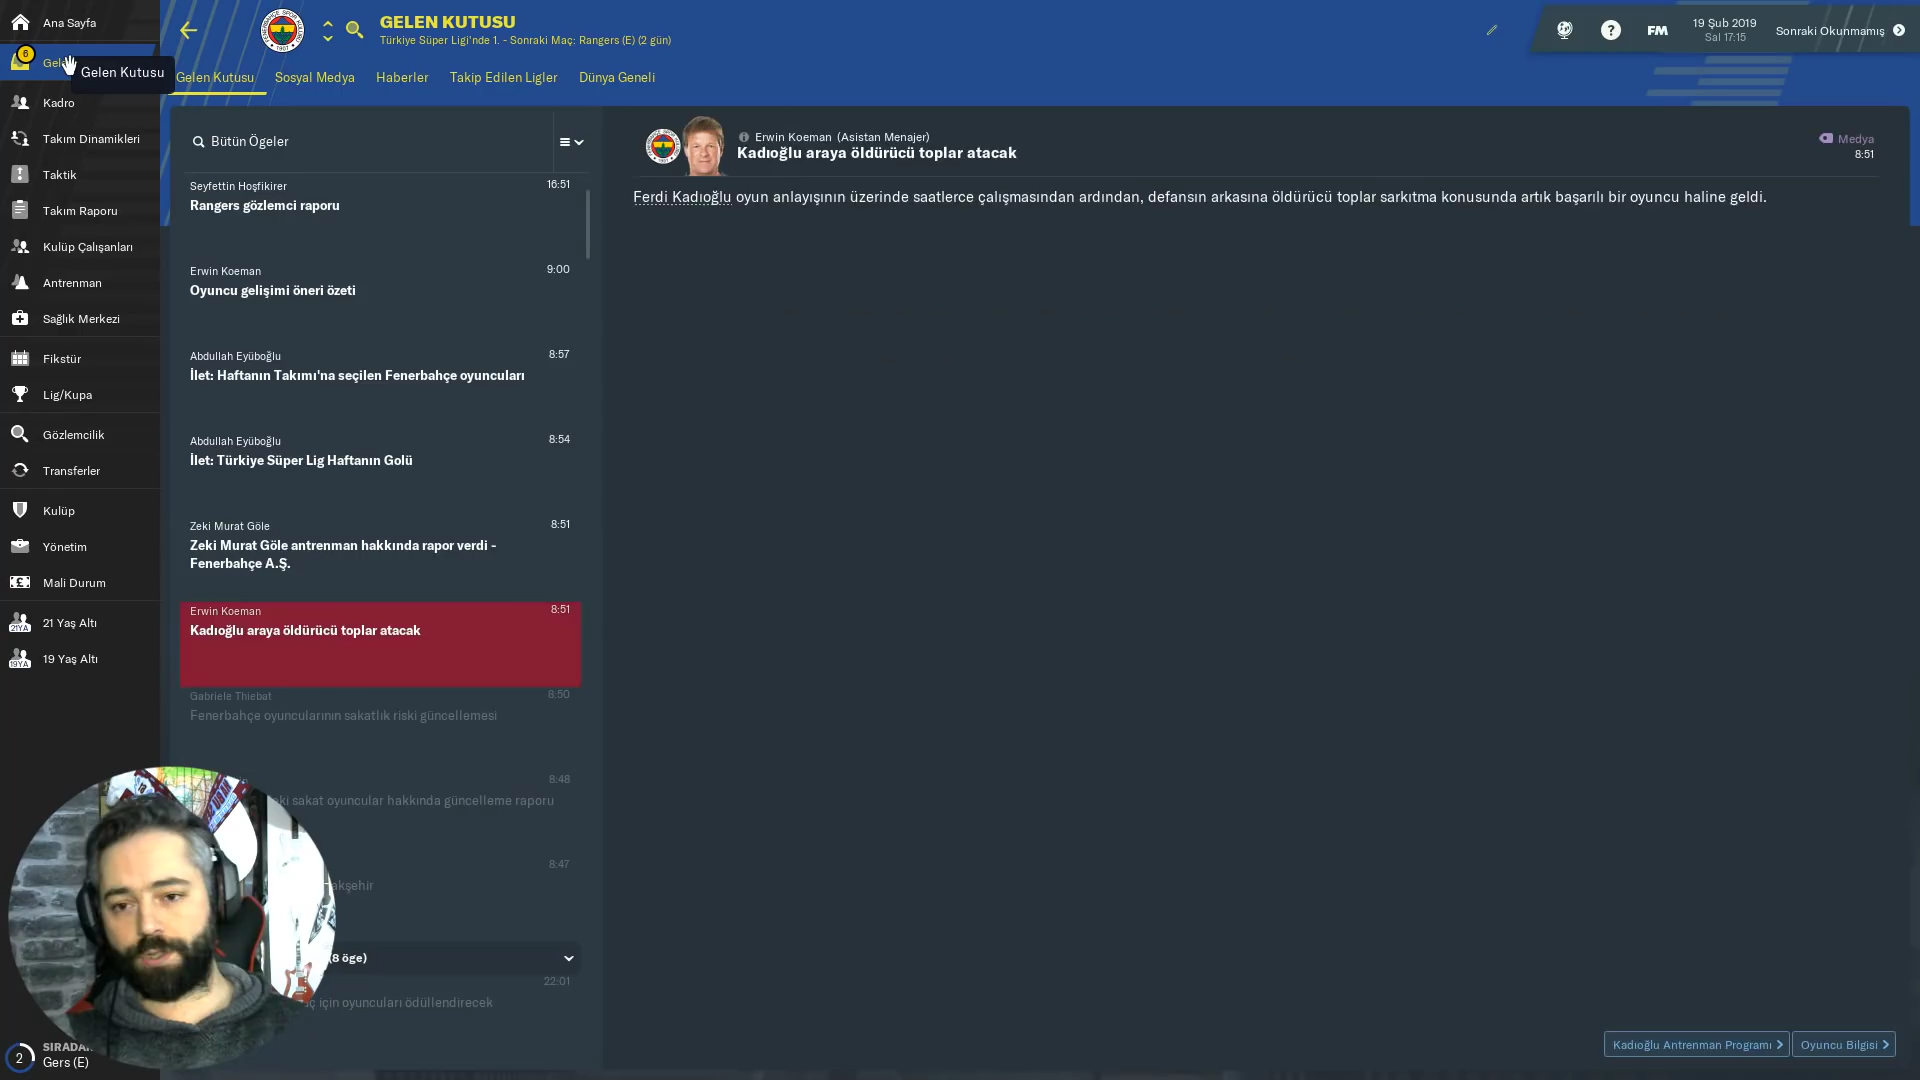 Ana Sayfa
6
Gelen Kutusu
Kadro
Takım Dinamikleri
Taktik
Takım Raporu
Kulüp Çalışanları
Antrenman
Sağlık Merkezi
Fikstür
Lig/Kupa
Gözlemcilik
Transferler
Kulüp
Yönetim
Mali Durum
21YA
21 Yaş Altı
19YA
19 Yaş Altı
2
Gers (E)
GELEN KUTUSU
Türkiye Süper Ligi'nde 1. - Sonraki Maç: Rangers (E) (2 gün)
FM
19 Şub 2019
Sal 17:15
Sonraki Okunmamış
Gelen Kutusu Sosyal Medya Haberler Takip Edilen Ligler Dünya Geneli
Bütün Ögeler
Seyfettin Hoşfikirer 16:51
Rangers gözlemci raporu
Erwin Koeman 9:00
Oyuncu gelişimi öneri özeti
Abdullah Eyüboğlu 8:57
İlet: Haftanın Takımı'na seçilen Fenerbahçe oyuncuları
Abdullah Eyüboğlu 8:54
İlet: Türkiye Süper Lig Haftanın Golü
Zeki Murat Göle 8:51
Zeki Murat Göle antrenman hakkında rapor verdi -
Fenerbahçe A.Ş.
Erwin Koeman 8:51
Kadıoğlu araya öldürücü toplar atacak
Gabriele Thiebat 8:50
Fenerbahçe oyuncularının sakatlık riski güncellemesi
8:48
sakat oyuncular hakkında güncelleme raporu
8:47
(8 öge)
22:01
için oyuncuları ödüllendirecek
Erwin Koeman (Asistan Menajer)
Kadıoğlu araya öldürücü toplar atacak
Medya
8:51
Ferdi Kadıoğlu oyun anlayışının üzerinde saatlerce çalışmasından ardından, defansın arkasına öldürücü toplar sarkıtma konusunda artık başarılı bir oyuncu haline geldi.
Kadıoğlu Antrenman Programı
Oyuncu Bilgisi